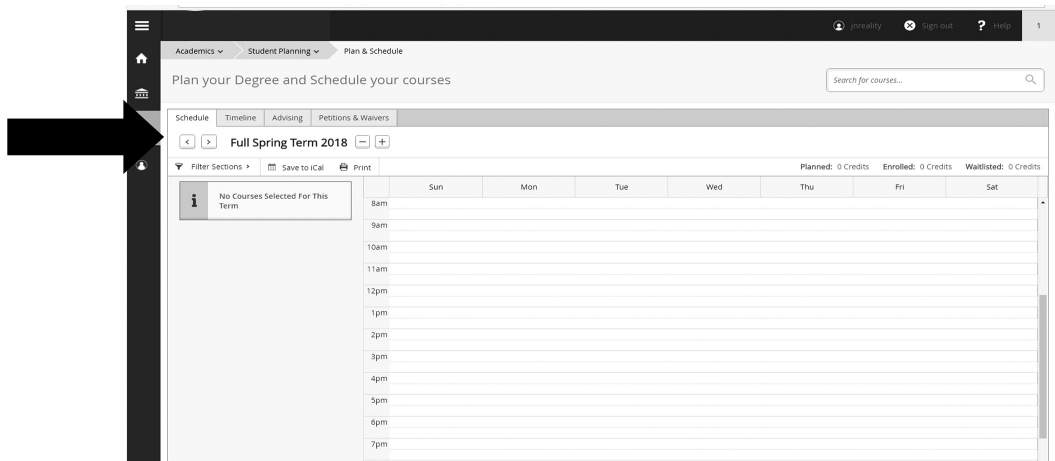 jnreality Sign out ? Help 1
Academics Student Planning Plan & Schedule
Plan your Degree and Schedule your courses Search for courses...
Schedule Timeline Advising Petitions & Waivers
< > Full Spring Term 2018 − +
Filter Sections > Save to iCal Print Planned: 0 Credits Enrolled: 0 Credits Waitlisted: 0 Credits
Sun Mon Tue Wed Thu Fri Sat
i No Courses Selected For This
Term
8am
9am
10am
11am
12pm
1pm
2pm
3pm
4pm
5pm
6pm
7pm